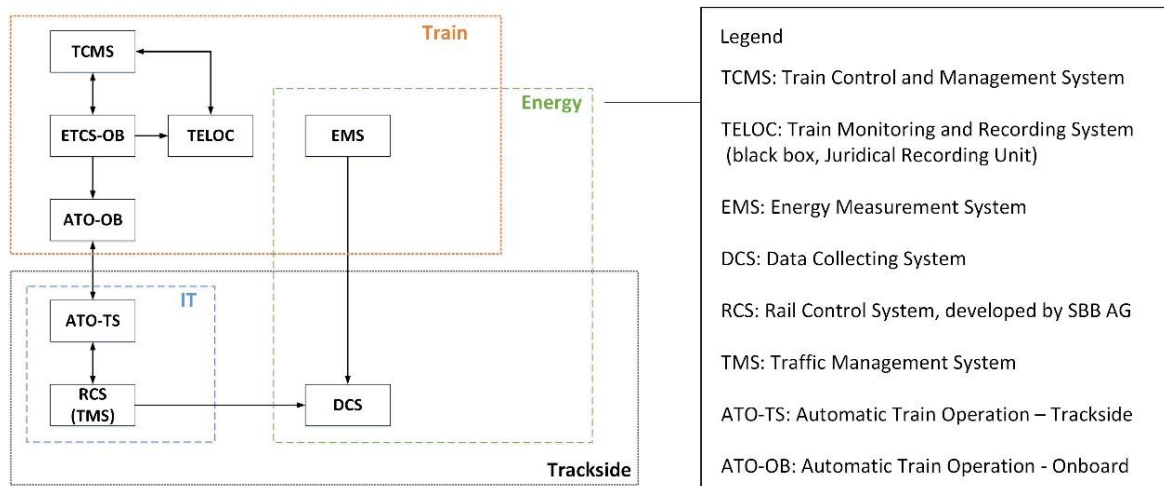 Train
TCMS
Energy
ETCS-OB
TELOC
EMS
ATO-OB
IT
ATO-TS
RCS
(TMS)
DCS
Trackside
Legend
TCMS: Train Control and Management System
TELOC: Train Monitoring and Recording System
(black box, Juridical Recording Unit)
EMS: Energy Measurement System
DCS: Data Collecting System
RCS: Rail Control System, developed by SBB AG
TMS: Traffic Management System
ATO-TS: Automatic Train Operation – Trackside
ATO-OB: Automatic Train Operation - Onboard